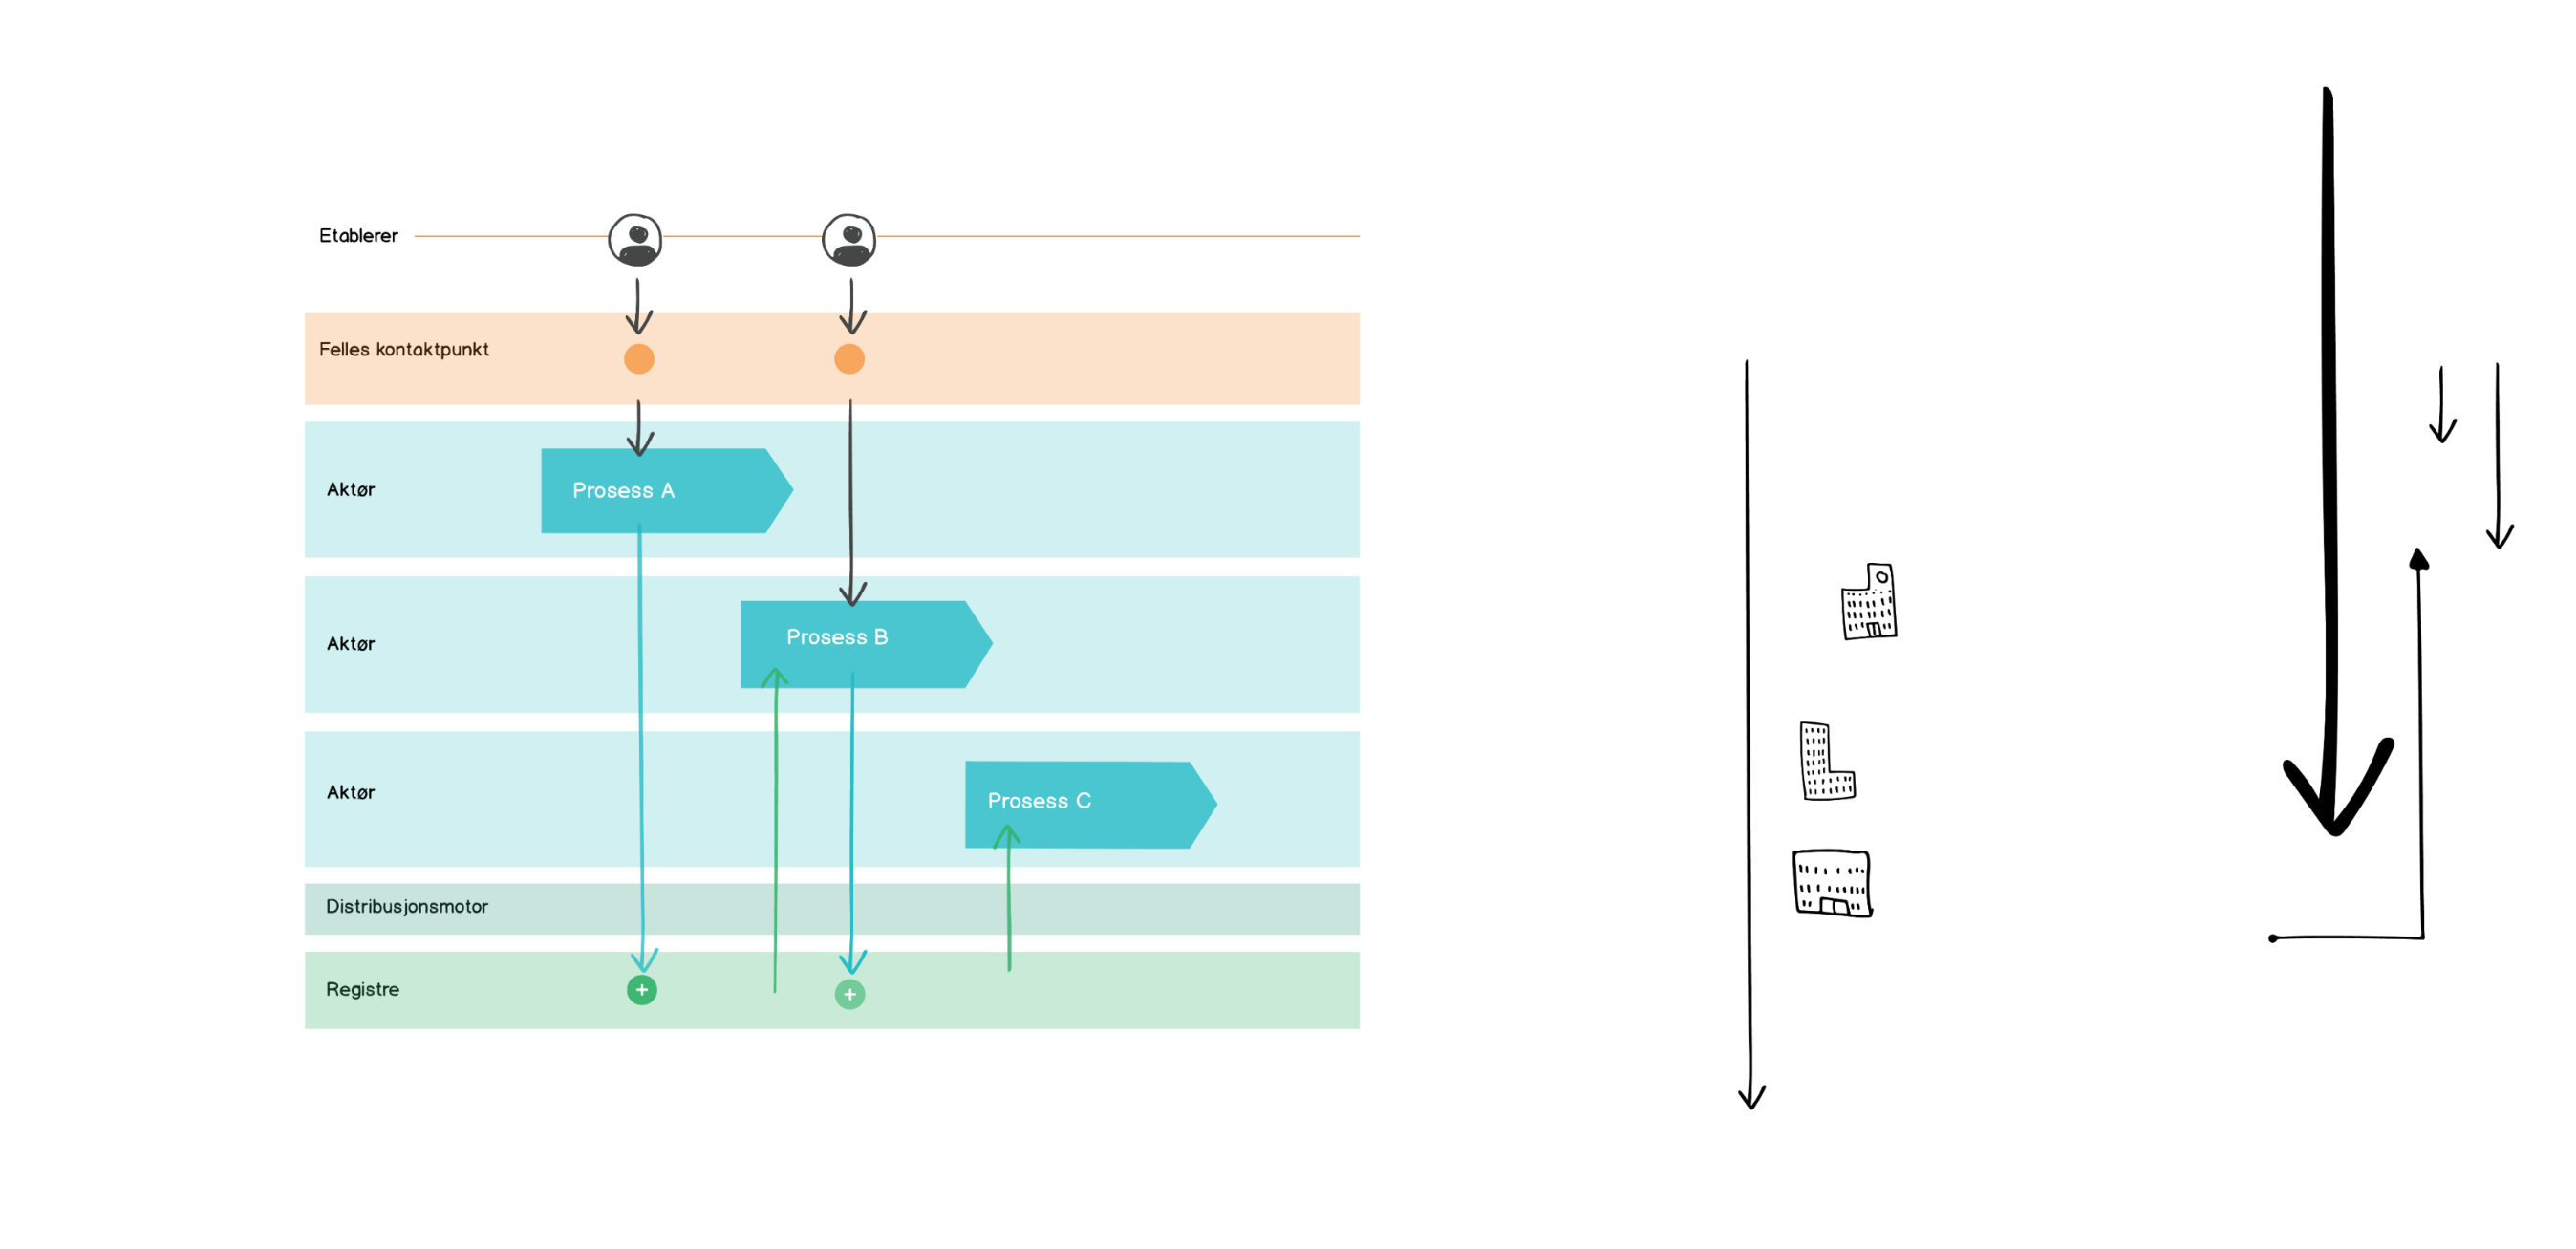 Etablerer
Felles kontaktpunkt
Aktør
Prosess A
Aktør
Prosess B
Aktør
Prosess C
Distribusjonsmotor
Registre